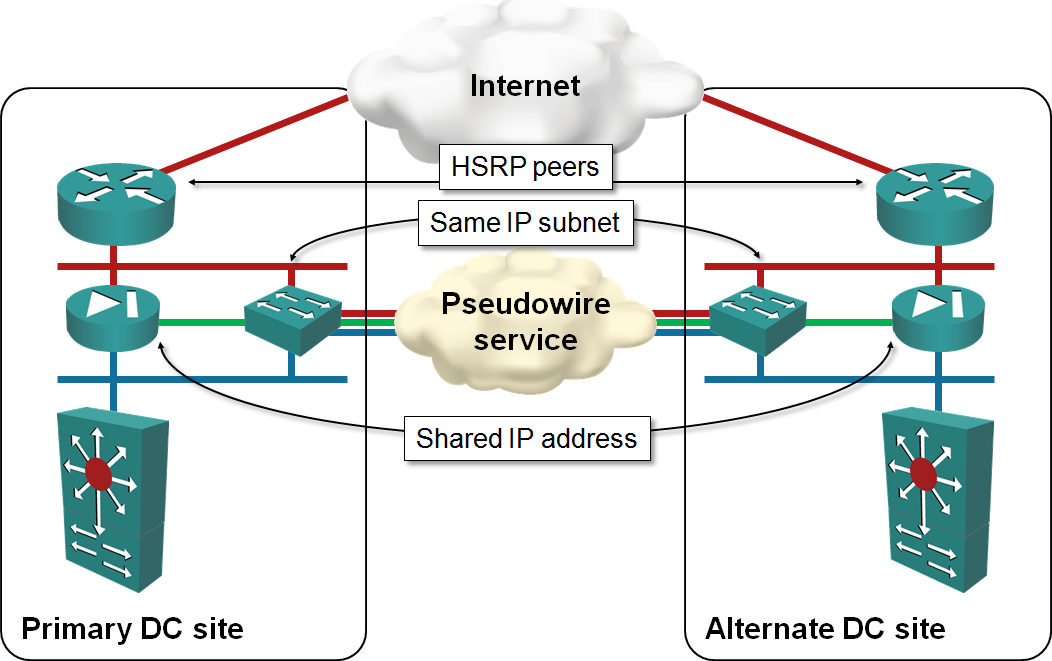 Internet
HSRP peers
Same IP subnet
Pseudowire
service
Shared IP address
Primary DC site
Alternate DC site